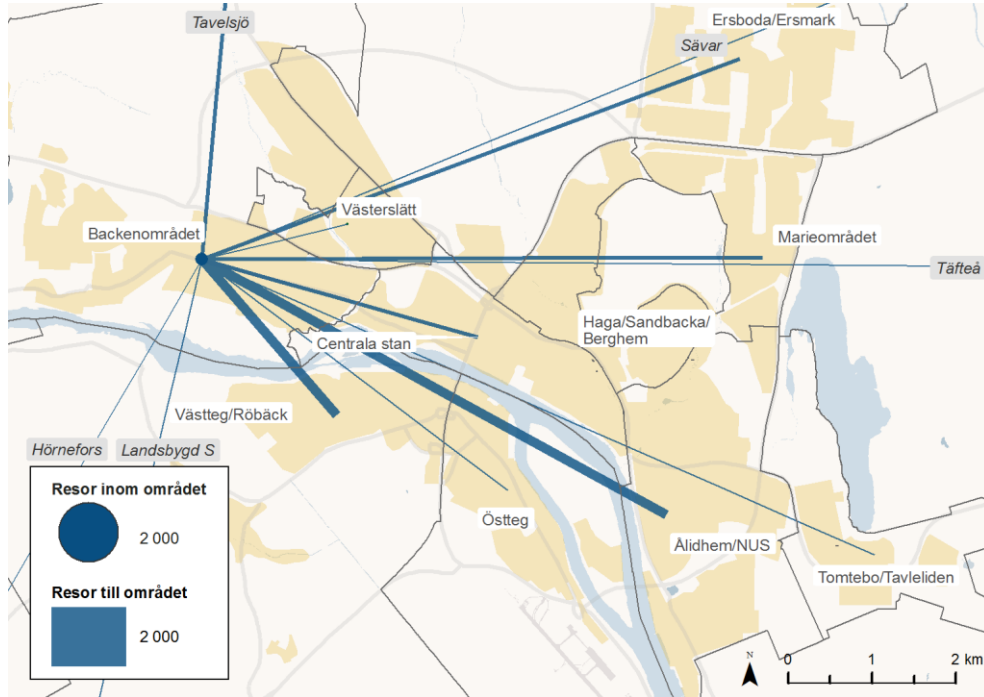 Tavelsjö
Ersboda/Ersmark
Sävar
Västerslätt
Backenområdet
Marieområdet
Täfteå
Haga/Sandbacka/
Berghem
Centrala stan
Västteg/Röbäck
Hörnefors
Landsbygd S
Östteg
Ålidhem/NUS
Tomtebo/Tavleliden
Resor inom området
2 000
Resor till området
2 000
N
0 1 2 km